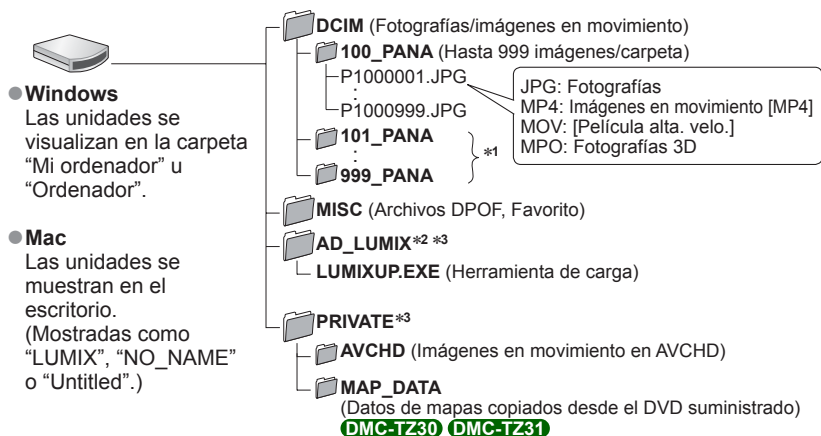 ● Windows
Las unidades se
visualizan en la carpeta
“Mi ordenador” u
“Ordenador”.
● Mac
Las unidades se
muestran en el
escritorio.
(Mostradas como
“LUMIX”, “NO_NAME”
o “Untitled”.)
DCIM (Fotografías/imágenes en movimiento)
100_PANA (Hasta 999 imágenes/carpeta)
P1000001.JPG
:
P1000999.JPG
JPG: Fotografías
MP4: Imágenes en movimiento [MP4]
MOV: [Película alta. velo.]
MPO: Fotografías 3D
101_PANA
:
999_PANA
*1
MISC (Archivos DPOF, Favorito)
AD_LUMIX*2 *3
LUMIXUP.EXE (Herramienta de carga)
PRIVATE*3
AVCHD (Imágenes en movimiento en AVCHD)
MAP_DATA
(Datos de mapas copiados desde el DVD suministrado)
DMC-TZ30 DMC-TZ31